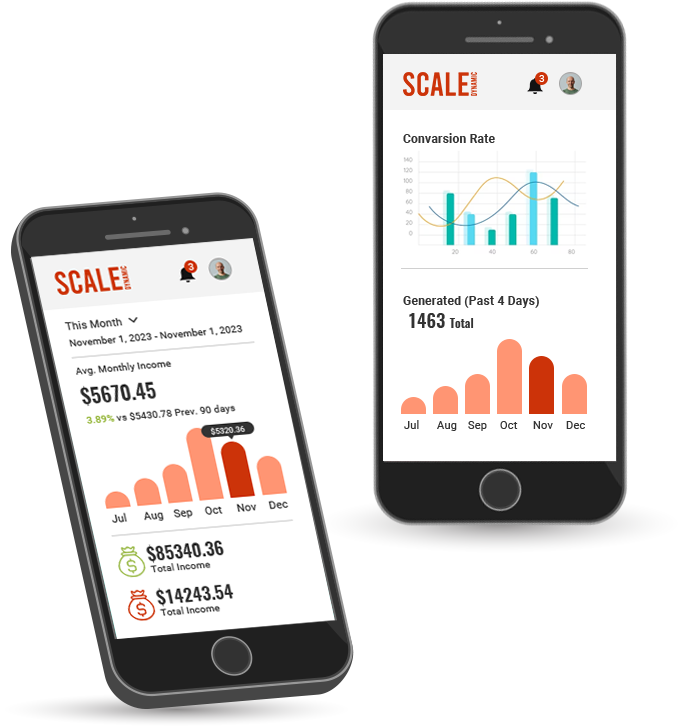 SCALE
DYNAMIC
3
This Month
November 1, 2023 - November 1, 2023
Avg. Monthly Income
$5670.45
3.89% vs $5430.78 Prev. 90 days
$5320.36
Jul Aug Sep Oct Nov Dec
$85340.36
Total Income
$14243.54
Total Income
SCALE
DYNAMIC
3
Convarsion Rate
140
120
100
80
60
40
20
0
20 40 60 80
Generated (Past 4 Days)
1463 Total
Jul Aug Sep Oct Nov Dec